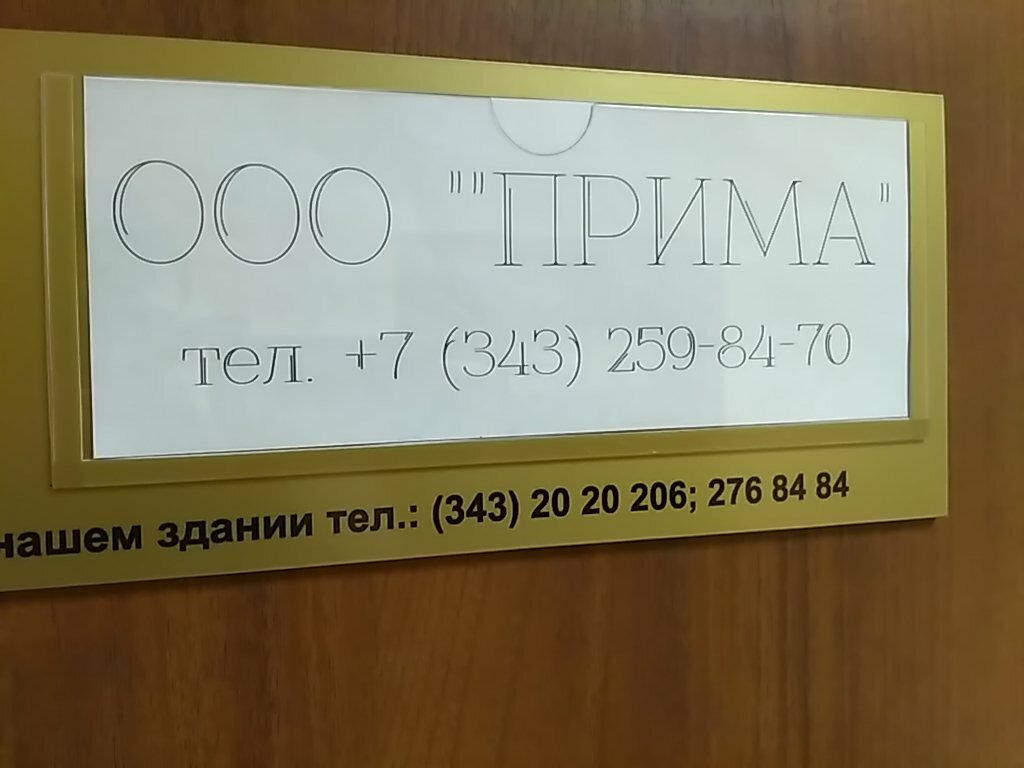 ООО ""ПРИМА"
тел. +7 (343) 259-84-70
нашем здании тел.: (343) 20 20 206; 276 84 84